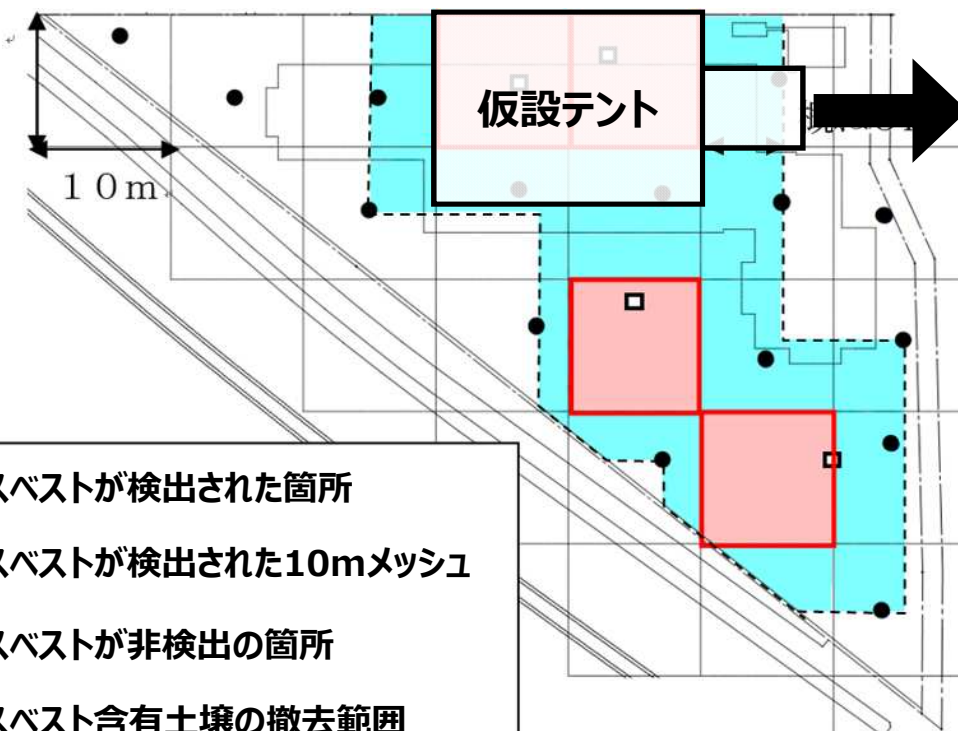 仮設テント
10m
スベストが検出された箇所
スベストが検出された10mメッシュ
スベストが非検出の箇所
スベスト含有土壌の撤去範囲